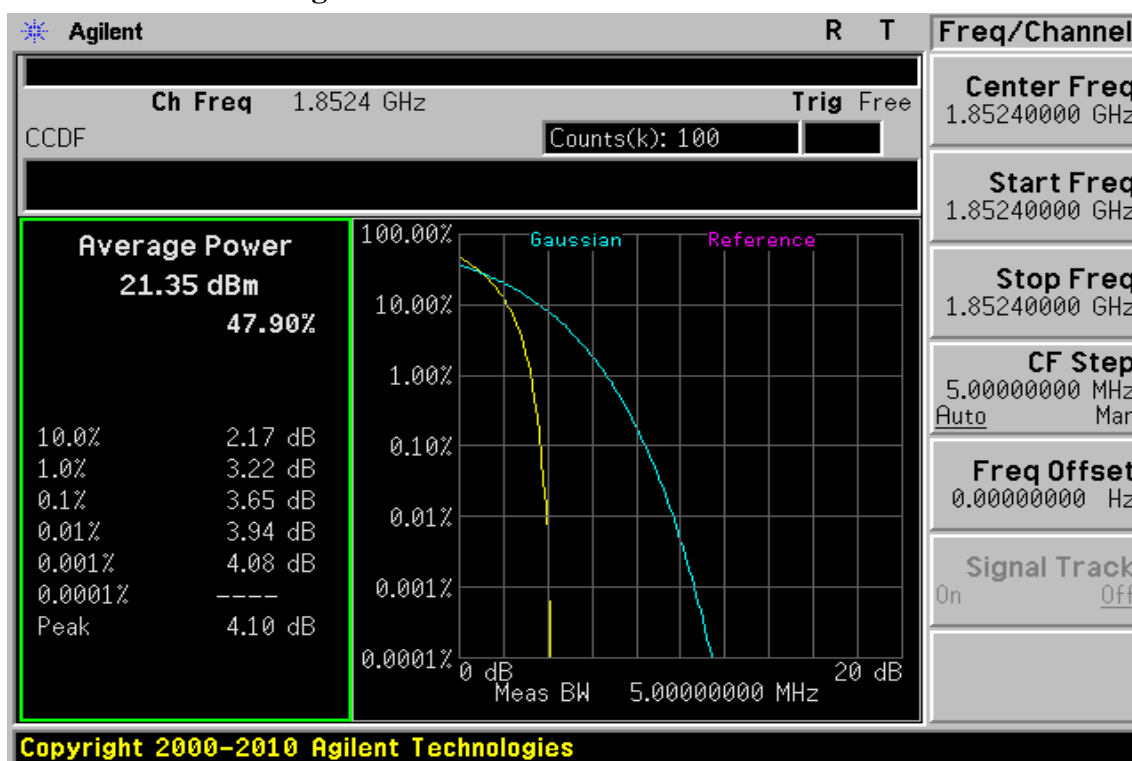 Agilent R T
Freq/Channel
Ch Freq 1.8524 GHz Trig Free
CCDF Counts(k): 100
Center Freq
1.85240000 GHz
Start Freq
1.85240000 GHz
Stop Freq
1.85240000 GHz
CF Step
5.00000000 MHz
Auto Man
Freq Offset
0.00000000 Hz
Signal Track
On Off
Average Power
21.35 dBm
47.90%
10.0% 2.17 dB
1.0% 3.22 dB
0.1% 3.65 dB
0.01% 3.94 dB
0.001% 4.08 dB
0.0001% ----
Peak 4.10 dB
Gaussian Reference
100.00%
10.00%
1.00%
0.10%
0.01%
0.001%
0.0001%
0 dB 20 dB
Meas BW 5.00000000 MHz
Copyright 2000-2010 Agilent Technologies